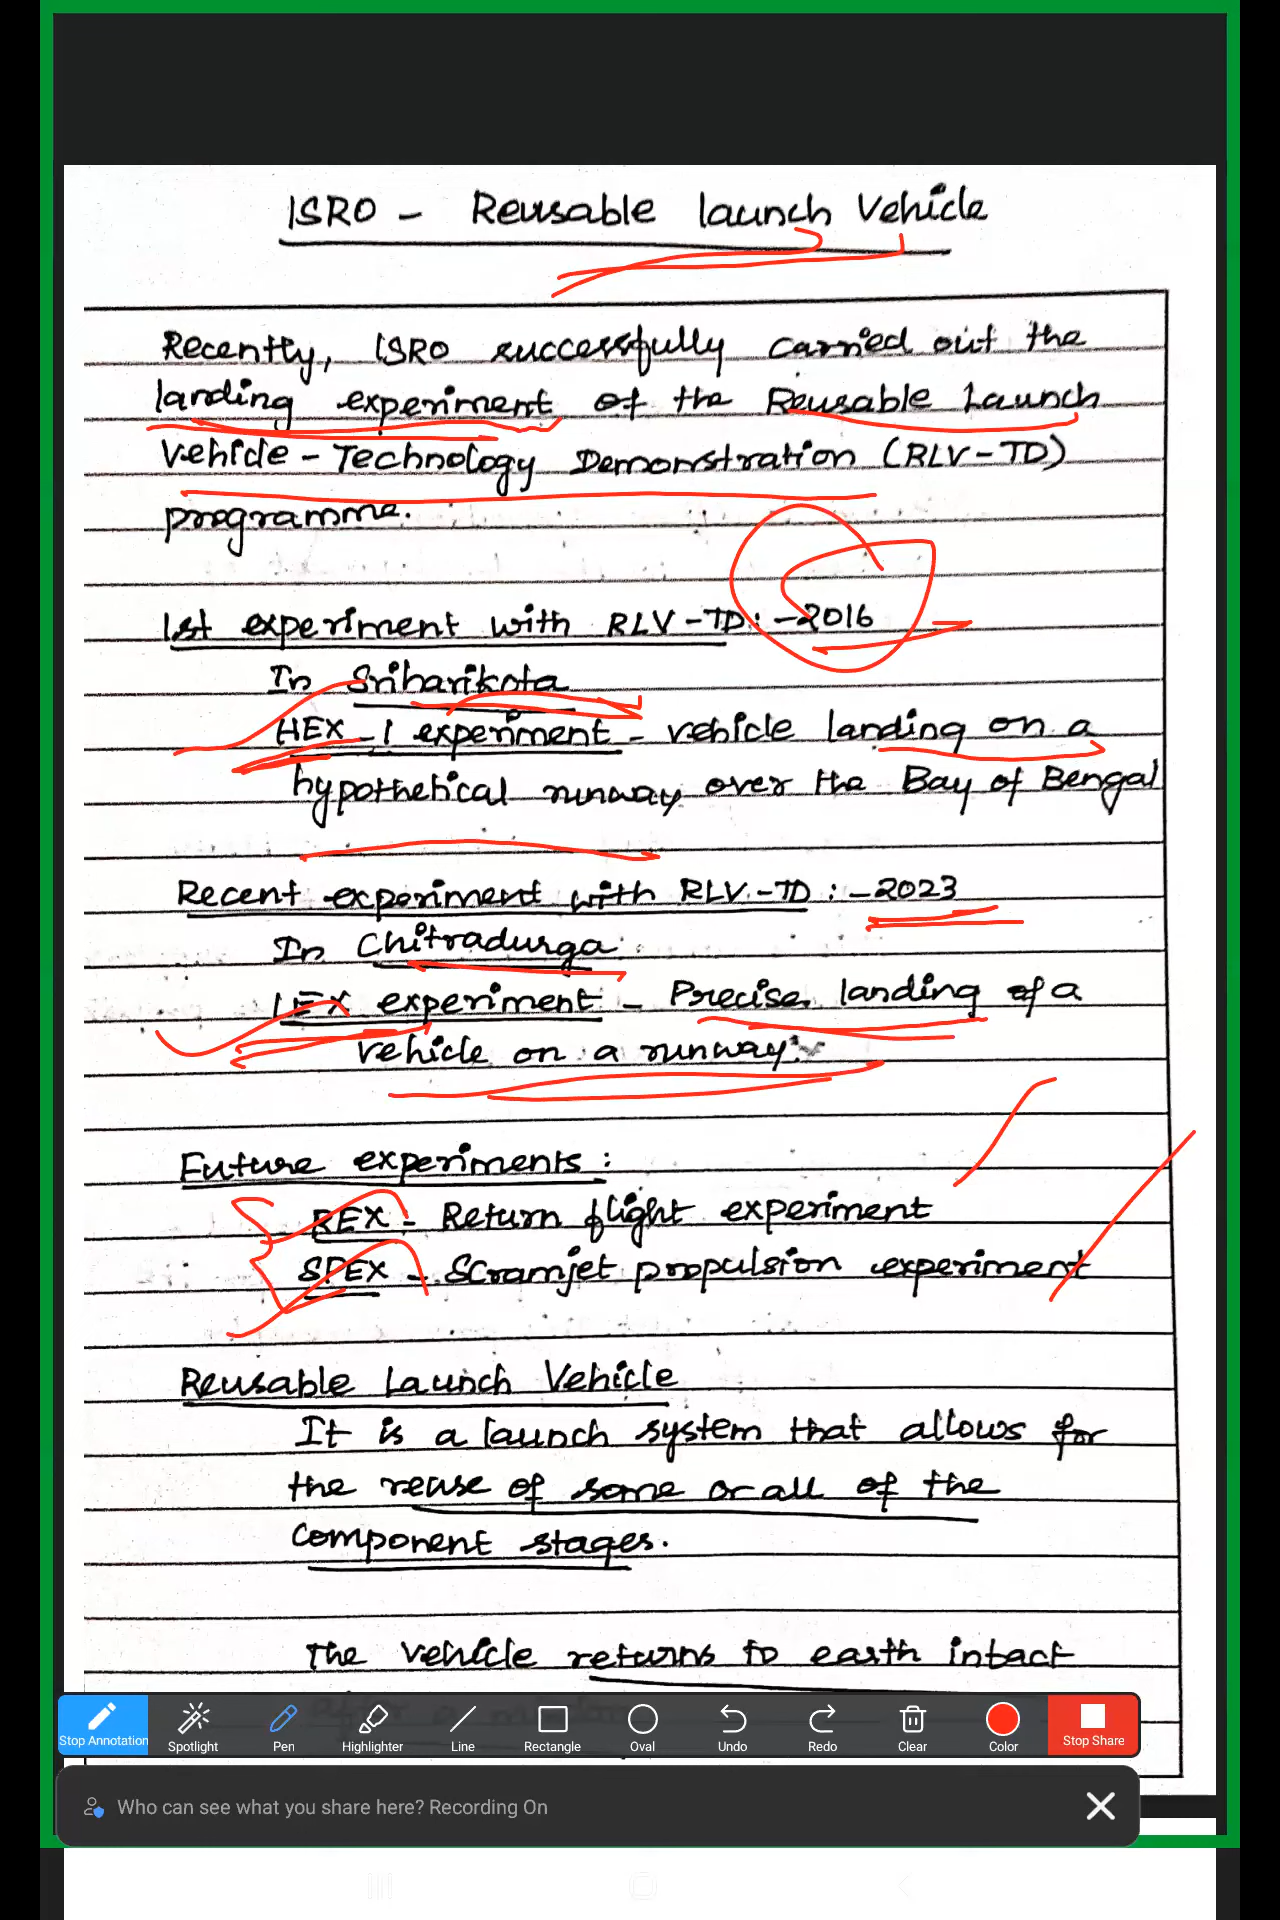 ISRO - Reusable launch Vehicle
Recently, ISRO successfully carried out the
landing experiment of the Reusable Launch
Vehicle - Technology Demonstration (RLV-TD)
programme.
1st experiment with RLV-TD: -2016
In Sriharikota
HEX - 1 experiment - vehicle landing on a
hypothetical runway over the Bay of Bengal
Recent experiment with RLV-TD : -2023
In Chitradurga
LEX experiment - Precise landing of a
vehicle on a runway.
Future experiments :
REX - Return flight experiment
SPEX - Scramjet propulsion experiment
Reusable Launch Vehicle
It is a launch system that allows for
the reuse of some or all of the
component stages.
The vehicle returns to earth intact
after a
Stop Annotation Spotlight Pen Highlighter Line Rectangle Oval Undo Redo Clear Color Stop Share
Who can see what you share here? Recording On